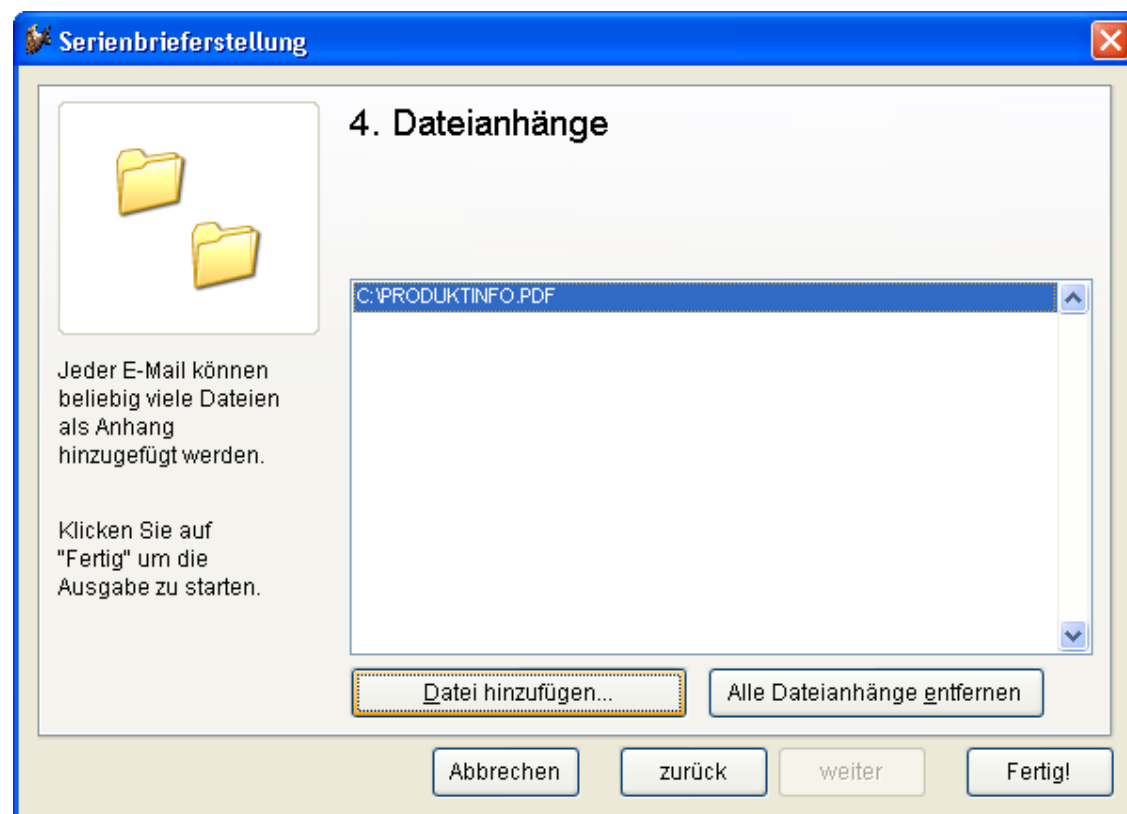 Serienbrieferstellung
4. Dateianhänge
C:\PRODUKTINFO.PDF
Jeder E-Mail können
beliebig viele Dateien
als Anhang
hinzugefügt werden.
Klicken Sie auf
"Fertig" um die
Ausgabe zu starten.
Datei hinzufügen... Alle Dateianhänge entfernen
Abbrechen zurück weiter Fertig!